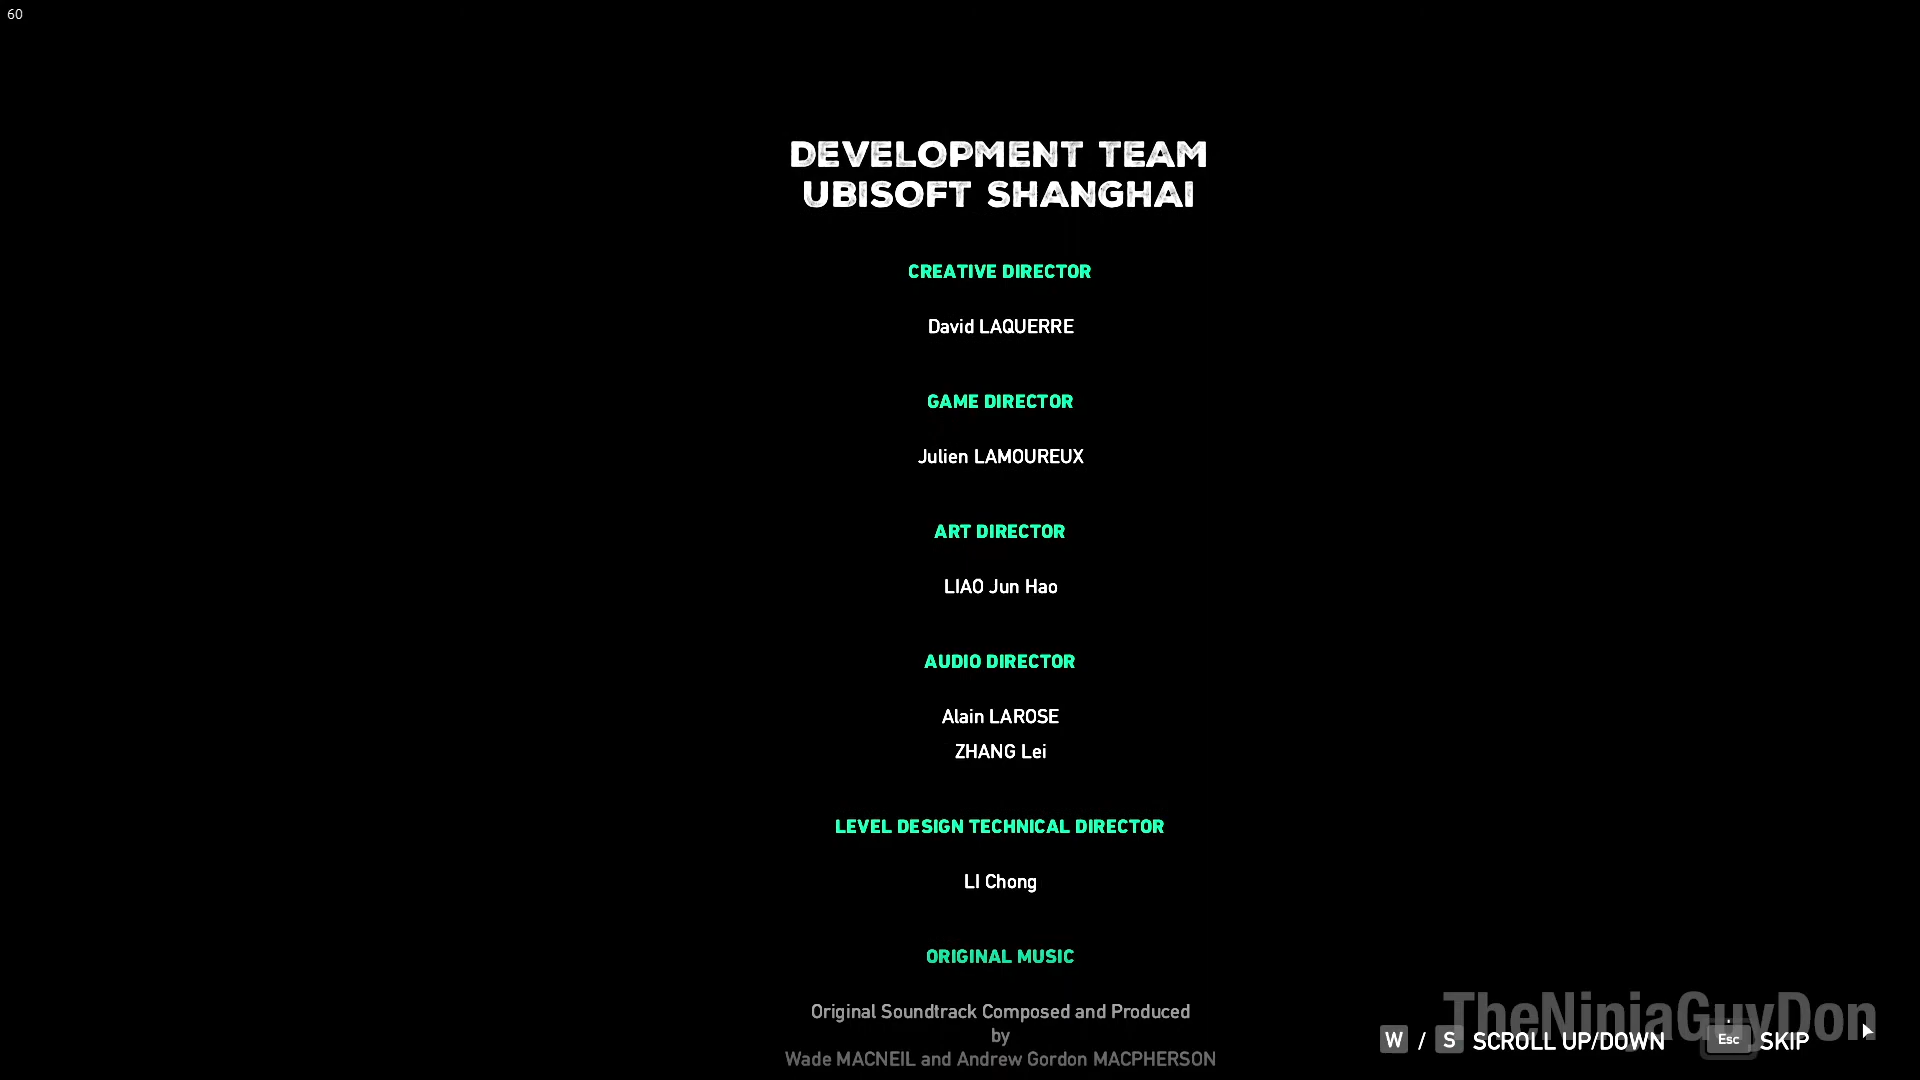 60
DEVELOPMENT TEAM
UBISOFT SHANGHAI
CREATIVE DIRECTOR
David LAQUERRE
GAME DIRECTOR
Julien LAMOUREUX
ART DIRECTOR
LIAO Jun Hao
AUDIO DIRECTOR
Alain LAROSE
ZHANG Lei
LEVEL DESIGN TECHNICAL DIRECTOR
LI Chong
ORIGINAL MUSIC
Original Soundtrack Composed and Produced
by
Wade MACNEIL and Andrew Gordon MACPHERSON
TheNinjaGuyDon
W / S SCROLL UP/DOWN Esc SKIP